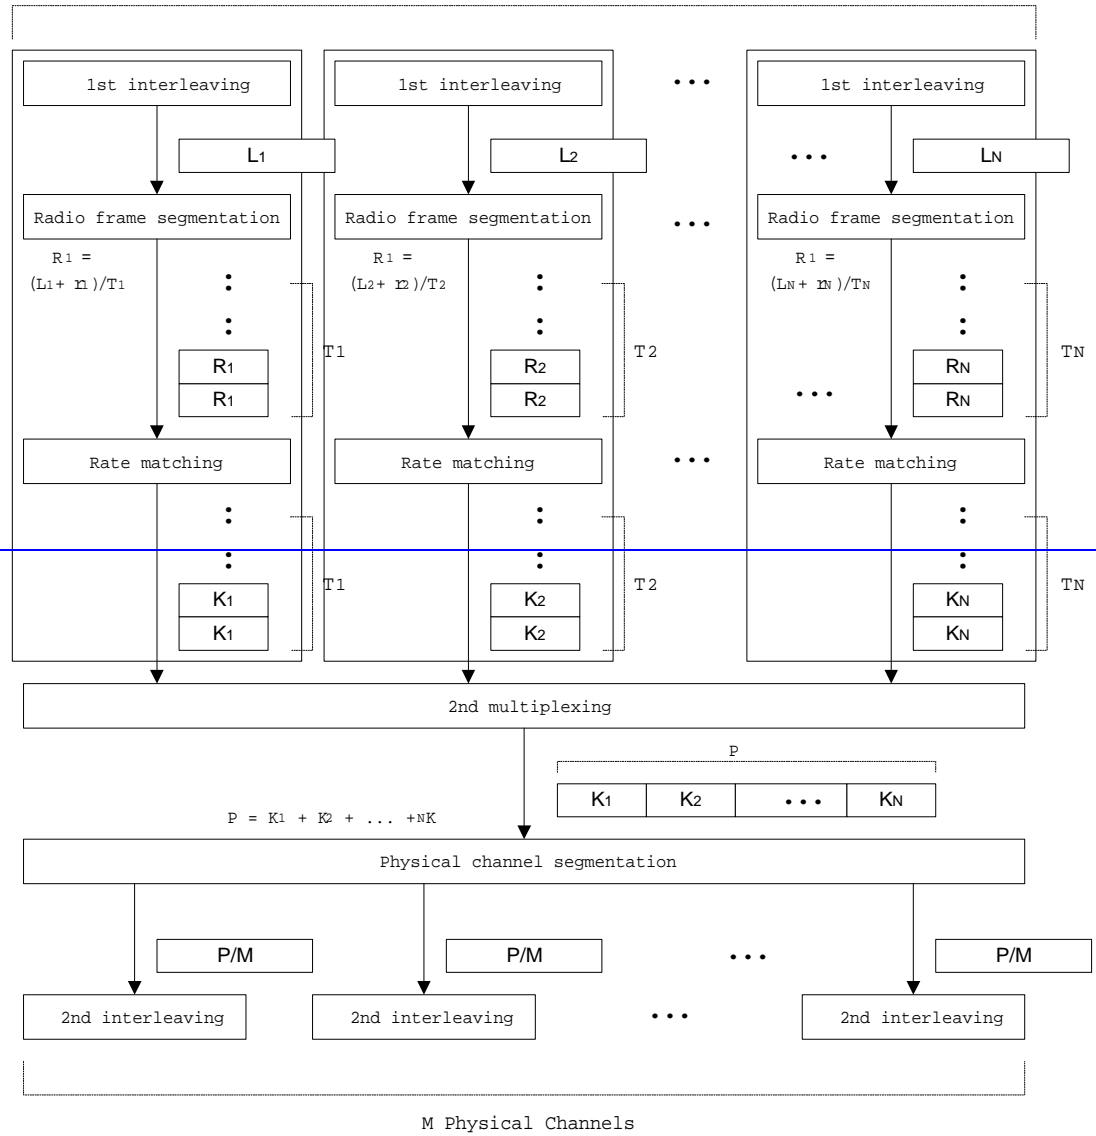 1st interleaving 1st interleaving ••• 1st interleaving
L1 L2 ••• LN
Radio frame segmentation Radio frame segmentation ••• Radio frame segmentation
R1 = R1 = R1 =
(L1+ r1)/T1 (L2+ r2)/T2 (LN+ rN)/TN
T1 T2 TN
R1 R2 RN
R1 R2 ••• RN
Rate matching Rate matching ••• Rate matching
T1 T2 TN
K1 K2 KN
K1 K2 KN
2nd multiplexing
P
K1 K2 ••• KN
P = K1 + K2 + ... +NK
Physical channel segmentation
P/M P/M ••• P/M
2nd interleaving 2nd interleaving ••• 2nd interleaving
M Physical Channels